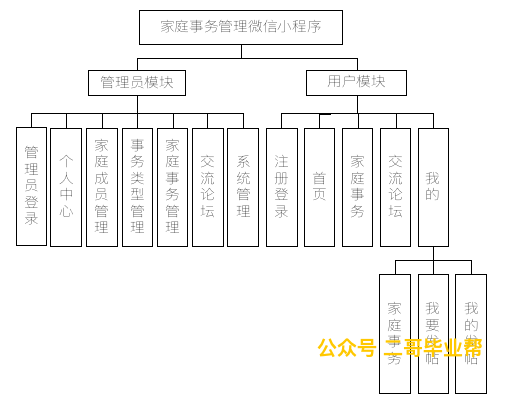 家庭事务管理微信小程序
管理员模块
用户模块
管理员登录
个人中心
家庭成员管理
事务类型管理
家庭事务管理
交流论坛
系統管理
注册登录
首页
家庭事务
交流论坛
我的
家庭事务
我要发帖
我的发帖
公众号 二哥毕业帮